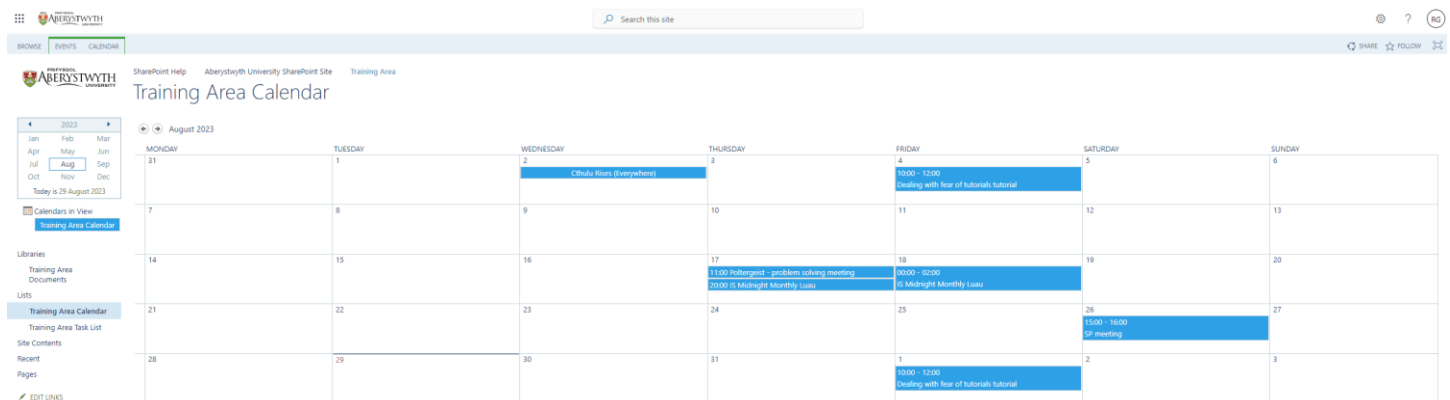 PRIFYSGOL
ABERYSTWYTH
UNIVERSITY
Search this site
?
RG
BROWSE EVENTS CALENDAR
SHARE FOLLOW
PRIFYSGOL
ABERYSTWYTH
UNIVERSITY
SharePoint Help Aberystwyth University SharePoint Site Training Area
Training Area Calendar
2023
Jan Feb Mar
Apr May Jun
Jul Aug Sep
Oct Nov Dec
Today is 29 August 2023
Calendars in View
Training Area Calendar
Libraries
Training Area
Documents
Lists
Training Area Calendar
Training Area Task List
Site Contents
Recent
Pages
EDIT LINKS
August 2023
MONDAY TUESDAY WEDNESDAY THURSDAY FRIDAY SATURDAY SUNDAY
31 1 2 3 4 5 6
Cthulu Rises (Everywhere)
10:00 - 12:00
Dealing with fear of tutorials tutorial
7 8 9 10 11 12 13
14 15 16 17 18 19 20
11:00 Poltergeist - problem solving meeting
20:00 IS Midnight Monthly Luau
00:00 - 02:00
IS Midnight Monthly Luau
21 22 23 24 25 26 27
15:00 - 16:00
SP meeting
28 29 30 31 1 2 3
10:00 - 12:00
Dealing with fear of tutorials tutorial